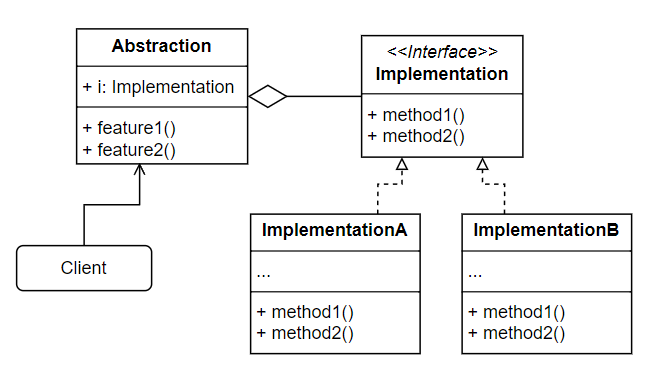 Abstraction
+ i: Implementation
+ feature1()
+ feature2()
<<Interface>>
Implementation
+ method1()
+ method2()
Client
ImplementationA
...
+ method1()
+ method2()
ImplementationB
...
+ method1()
+ method2()